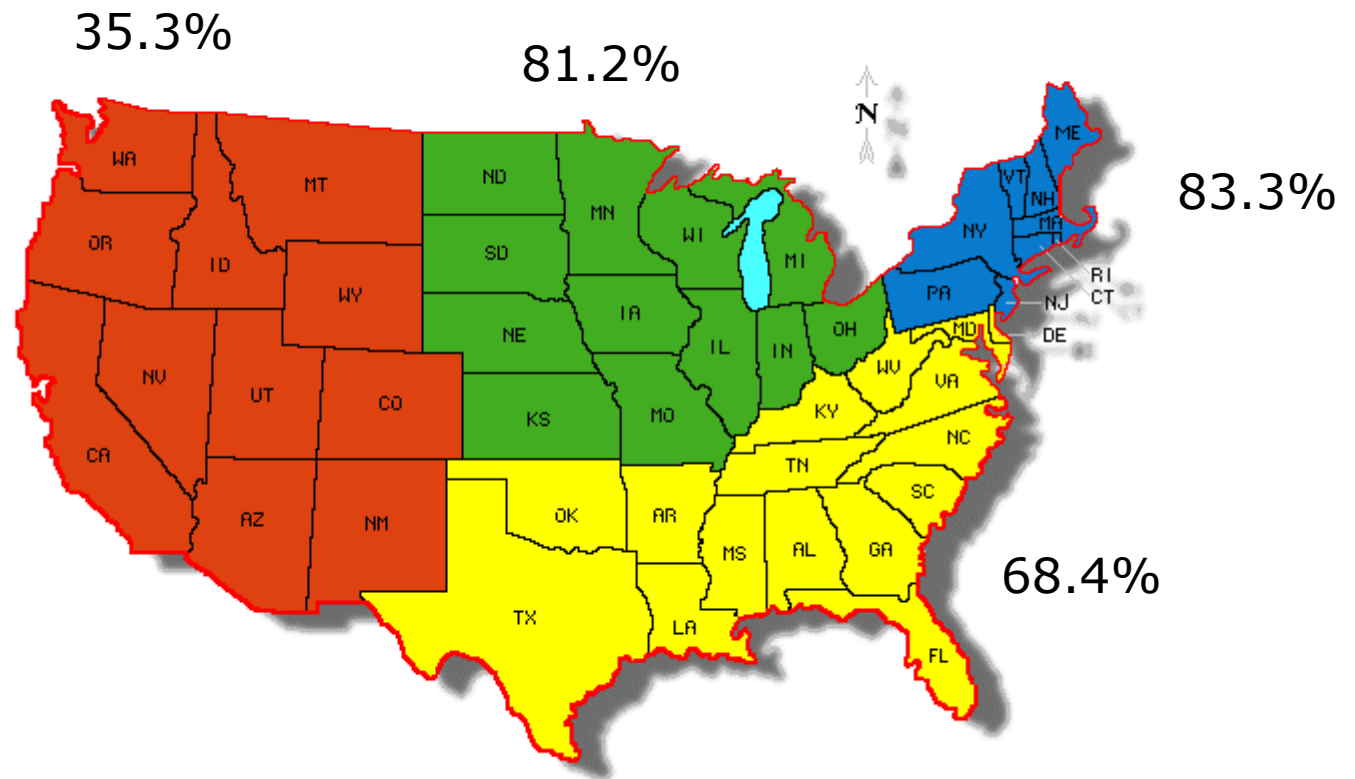 35.3%
81.2%
N
83.3%
68.4%
WA
MT
ND
MN
ME
VT
NH
MA
NY
WI
MI
OR
ID
SD
WY
RI
CT
PA
NJ
DE
MD
IA
NE
IL
IN
OH
WV
VA
NV
UT
CO
KS
MO
KY
NC
CA
TN
SC
AZ
NM
OK
AR
MS
AL
GA
TX
LA
FL